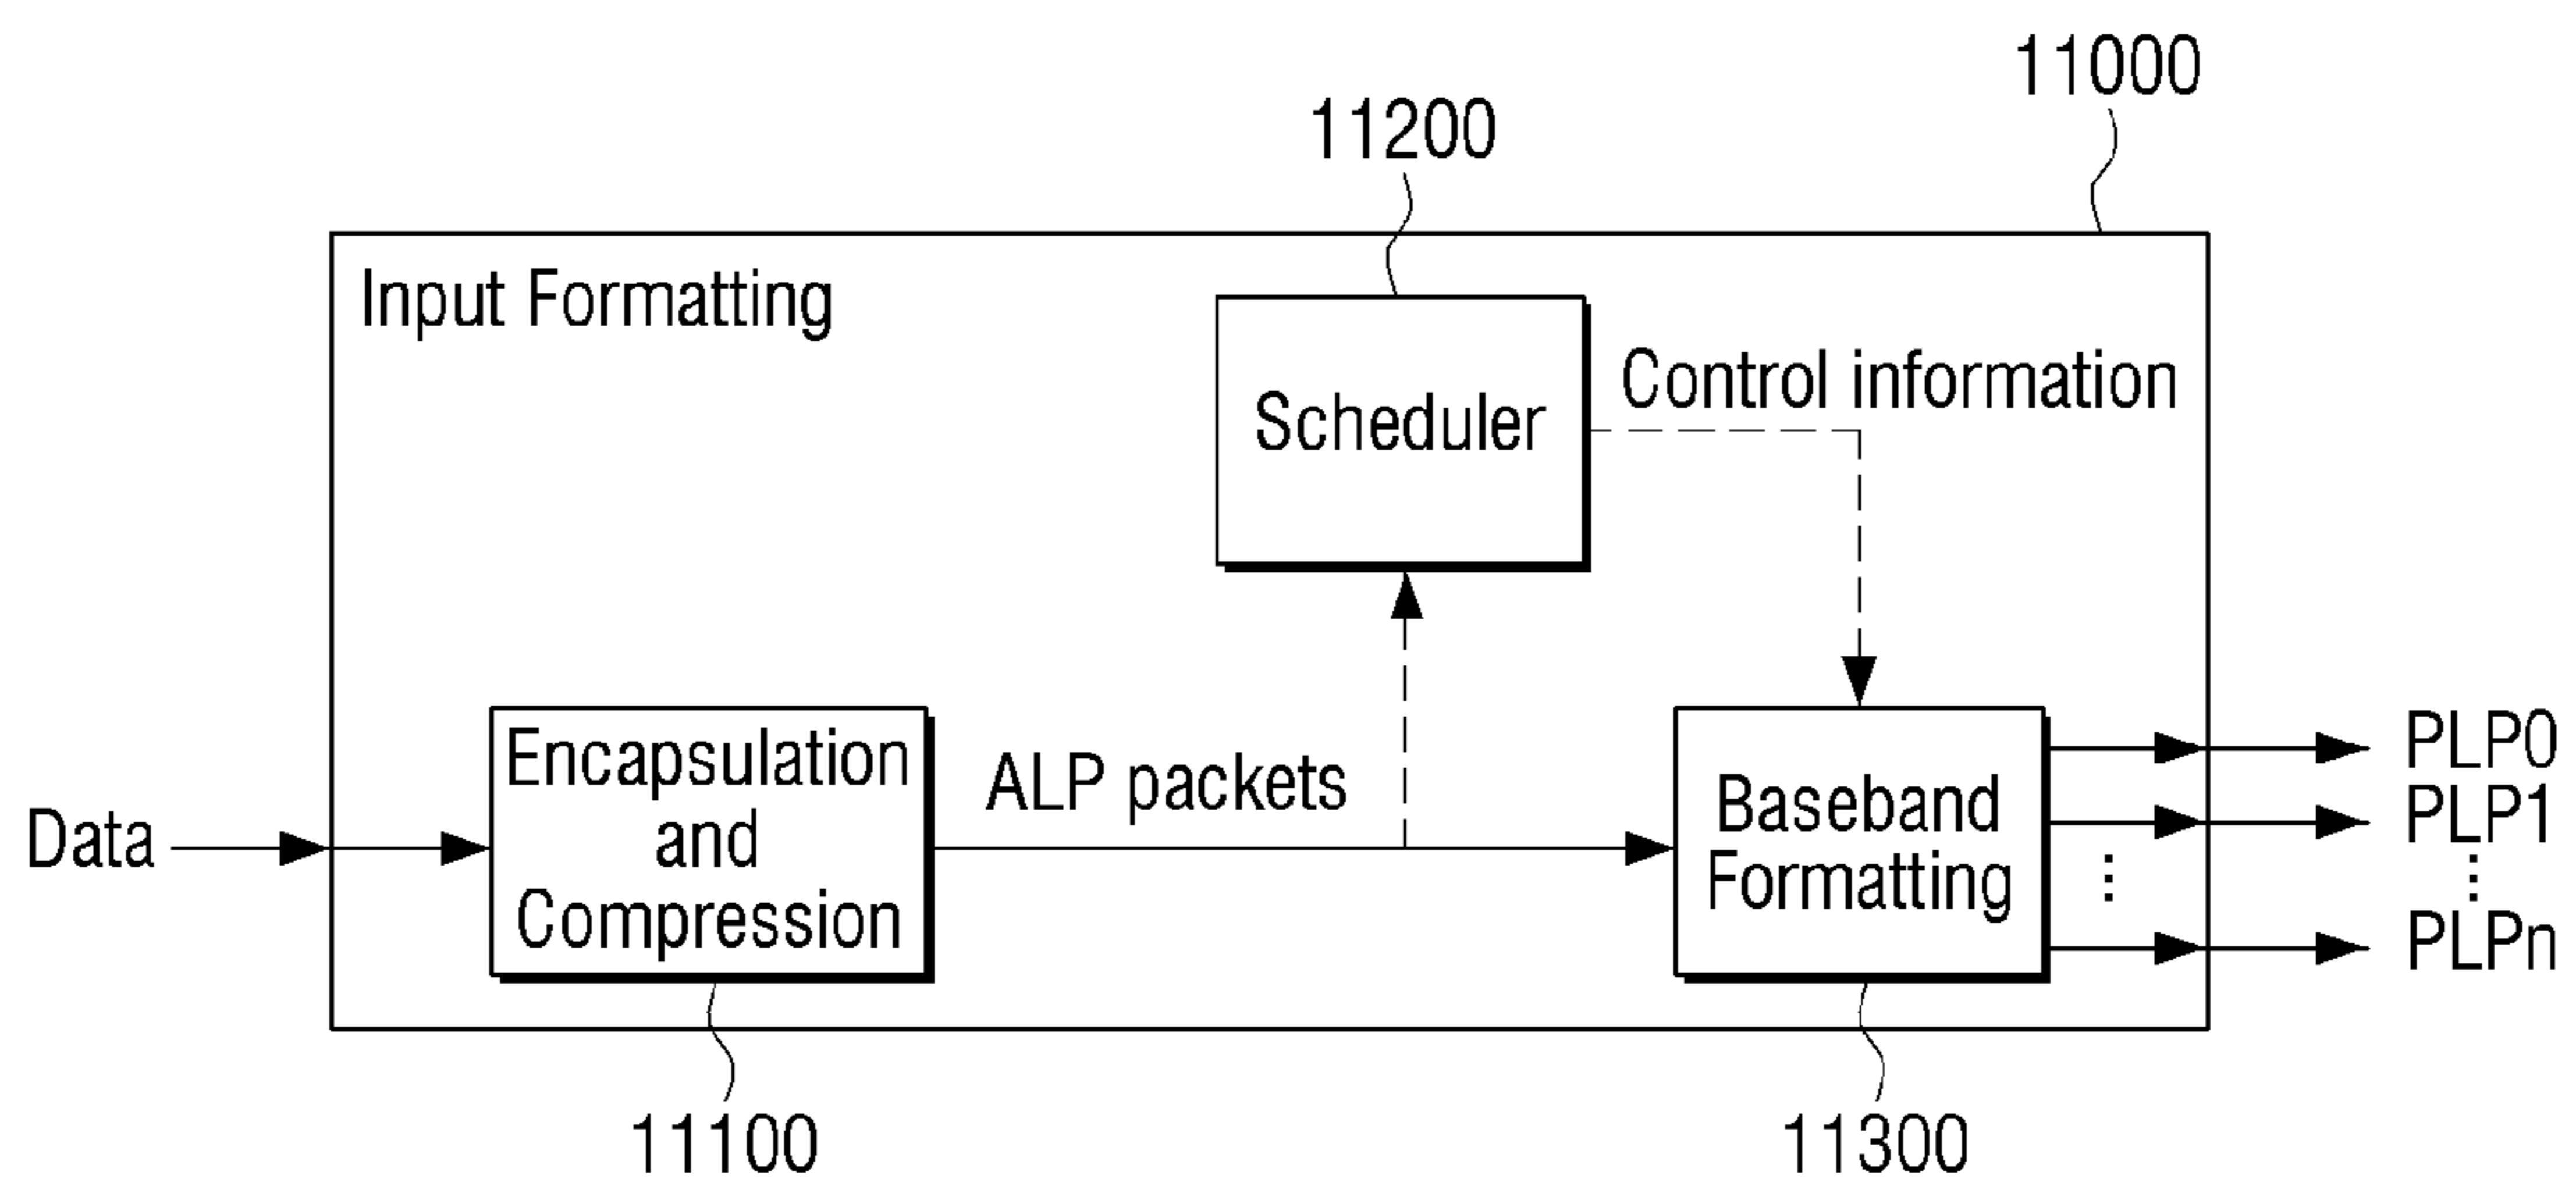 11000
11200
Input Formatting
Scheduler
Control information
Encapsulation
and
Compression
ALP packets
Data
Baseband
Formatting
PLP0
PLP1
PLPn
11100
11300